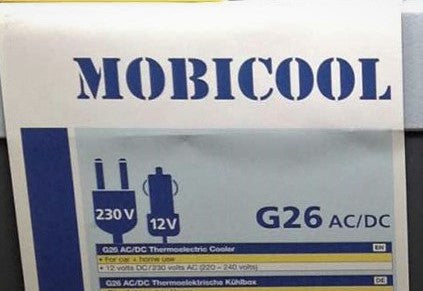 MOBICOOL
230 V
12V
G26 AC/DC
G26 AC/DC Thermoelectric Cooler EN
• For car + home use
• 12 volts DC/230 volts AC (220 – 240 volts)
G26 AC/DC Thermoelektrische Kühlbox DE